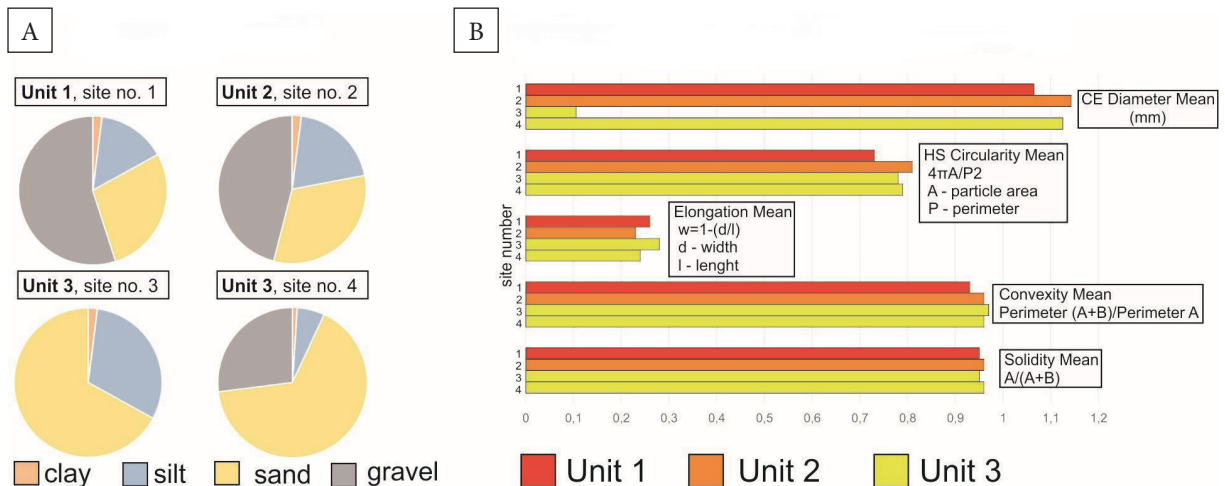 A
Unit 1, site no. 1
Unit 2, site no. 2
Unit 3, site no. 3
Unit 3, site no. 4
clay
silt
sand
gravel
B
site number
1
2
3
4
CE Diameter Mean
(mm)
1
2
3
4
HS Circularity Mean
4πA/P2
A - particle area
P - perimeter
1
2
3
4
Elongation Mean
w=1-(d/l)
d - width
l - lenght
1
2
3
4
Convexity Mean
Perimeter (A+B)/Perimeter A
1
2
3
4
Solidity Mean
A/(A+B)
0
0,1
0,2
0,3
0,4
0,5
0,6
0,7
0,8
0,9
1
1,1
1,2
Unit 1
Unit 2
Unit 3